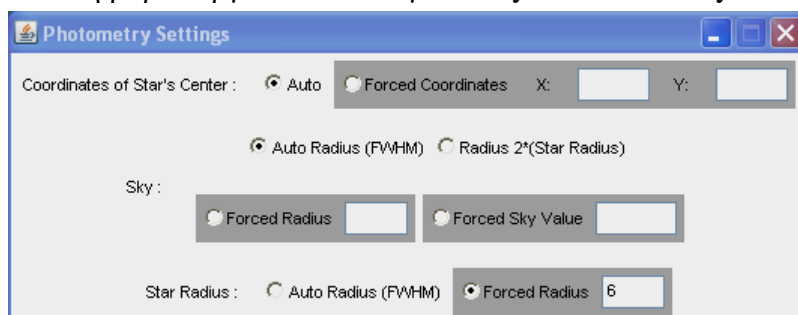 Photometry Settings
Coordinates of Star's Center : Auto Forced Coordinates X: Y:
Auto Radius (FWHM) Radius 2*(Star Radius)
Sky :
Forced Radius Forced Sky Value
Star Radius : Auto Radius (FWHM) Forced Radius 6